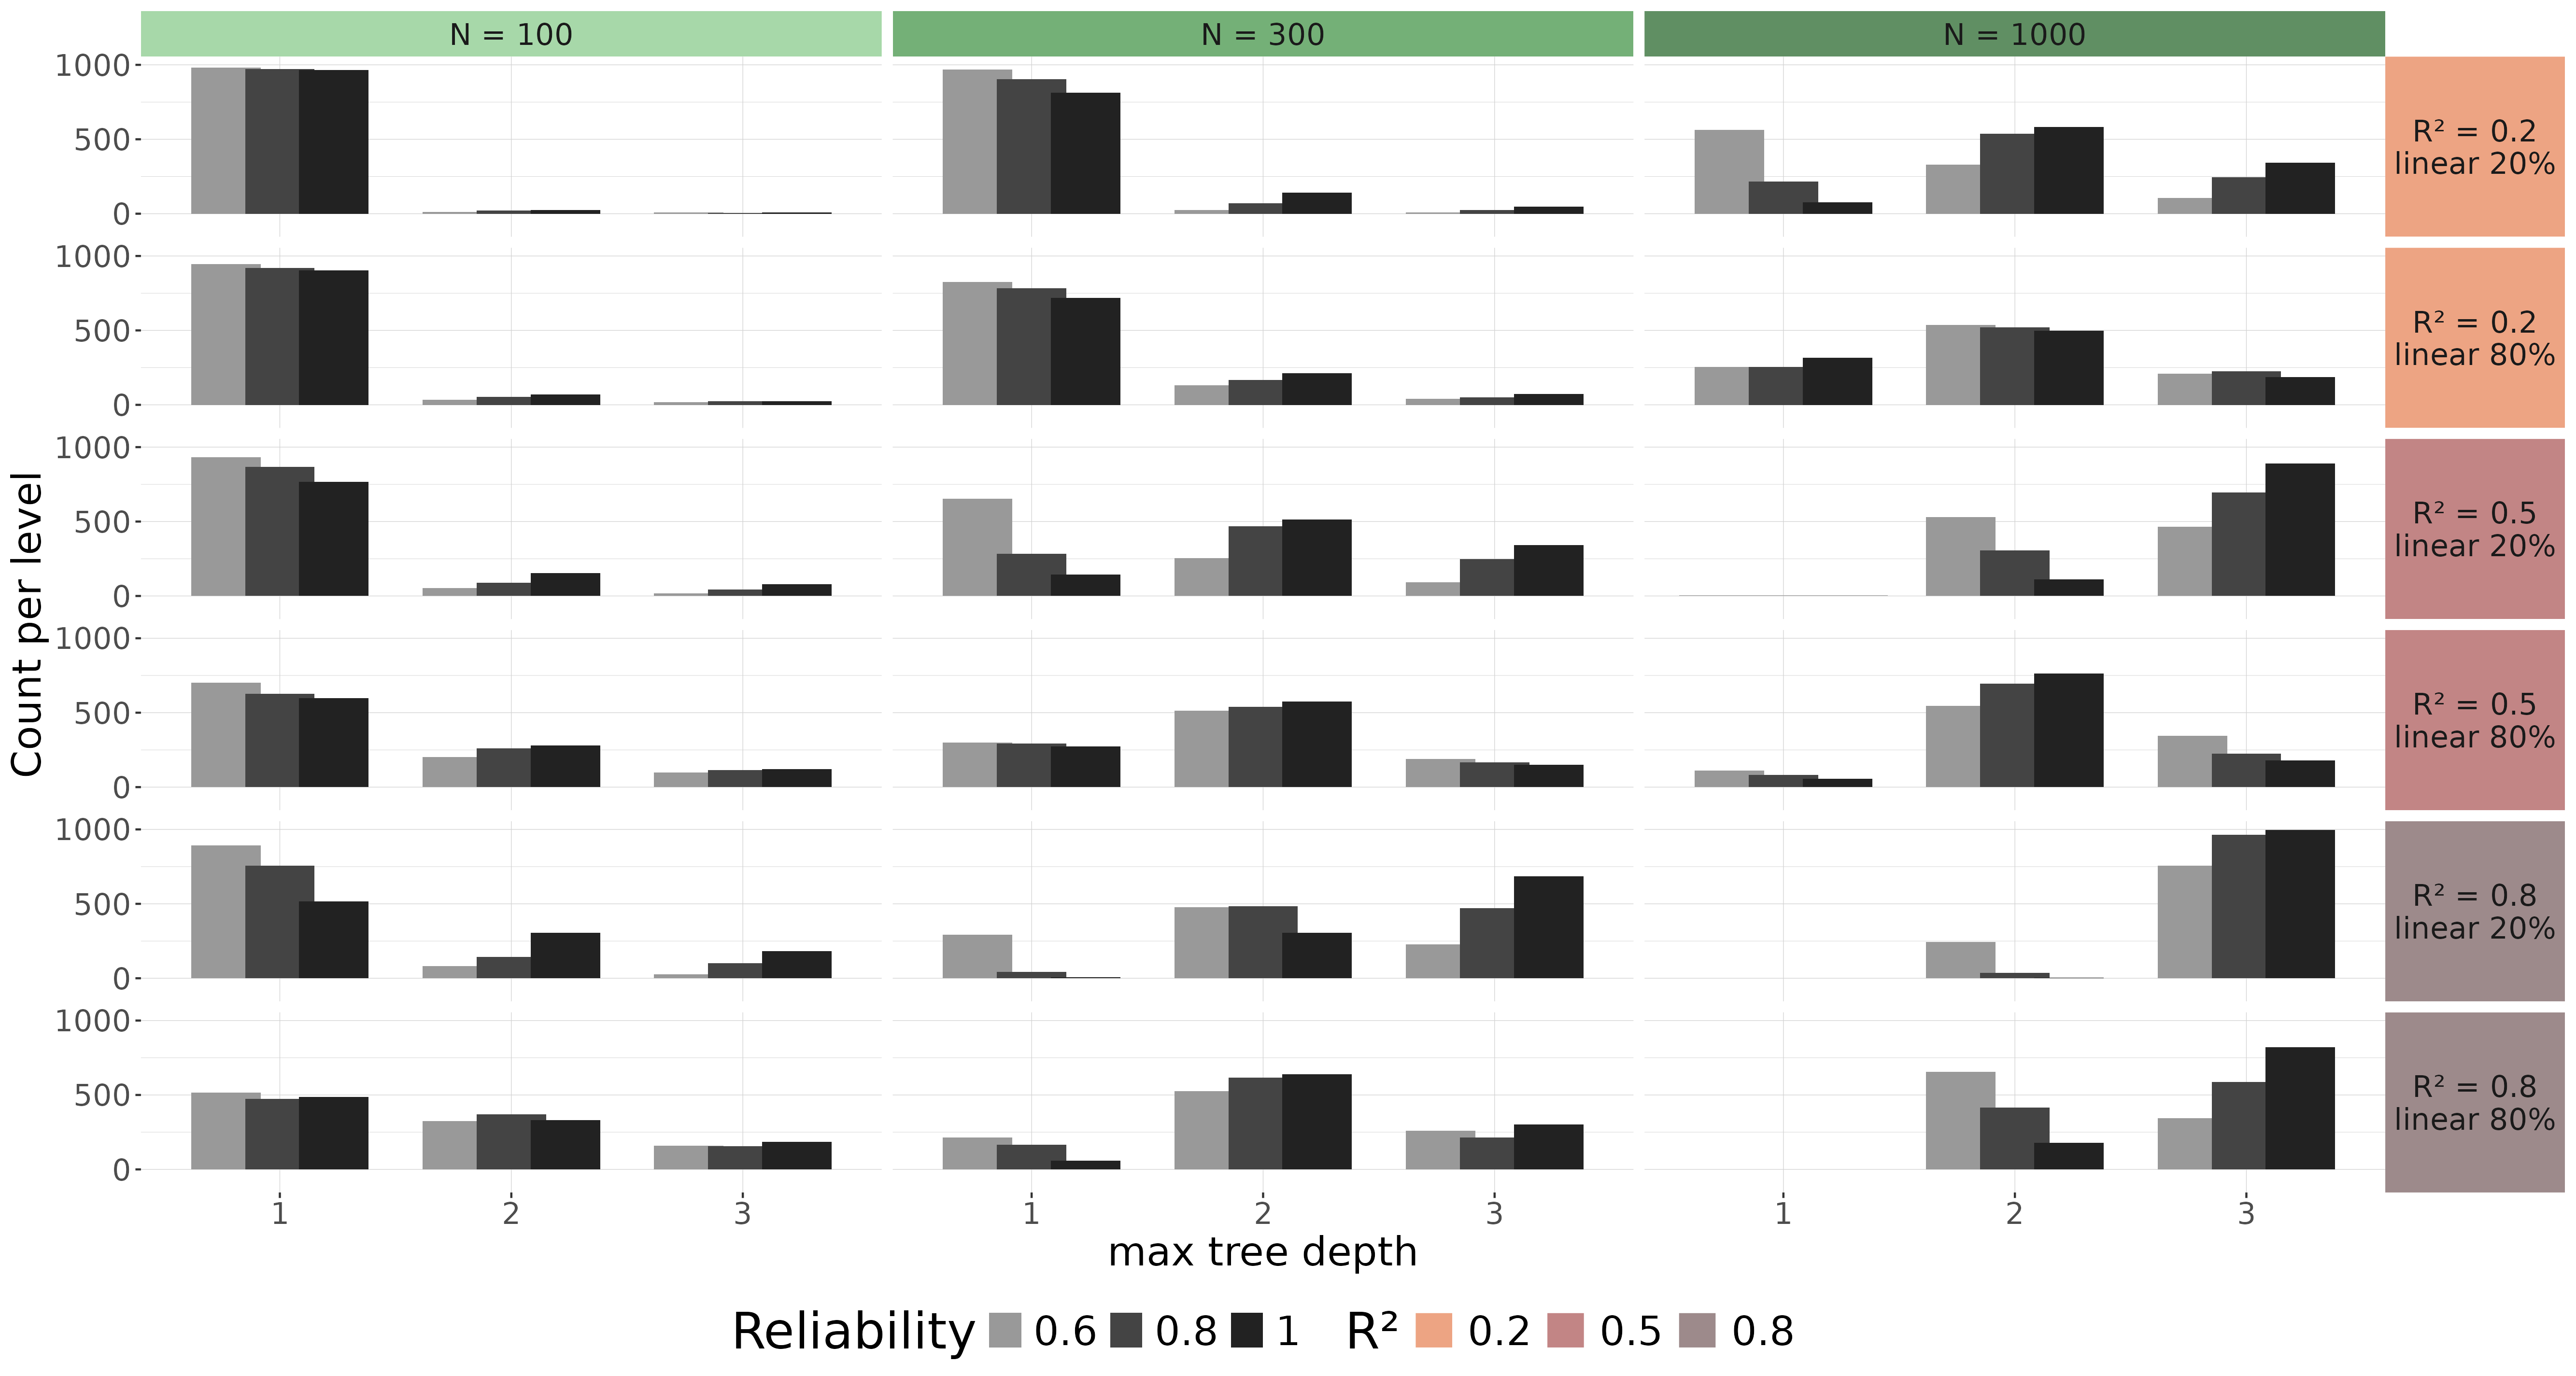 N = 100
N = 300
N = 1000
1000
500
0
R² = 0.2
linear 20%
1000
500
0
R² = 0.2
linear 80%
1000
500
0
R² = 0.5
linear 20%
1000
500
0
R² = 0.5
linear 80%
1000
500
0
R² = 0.8
linear 20%
1000
500
0
R² = 0.8
linear 80%
Count per level
1 2 3
1 2 3
1 2 3
max tree depth
Reliability 0.6 0.8 1 R² 0.2 0.5 0.8